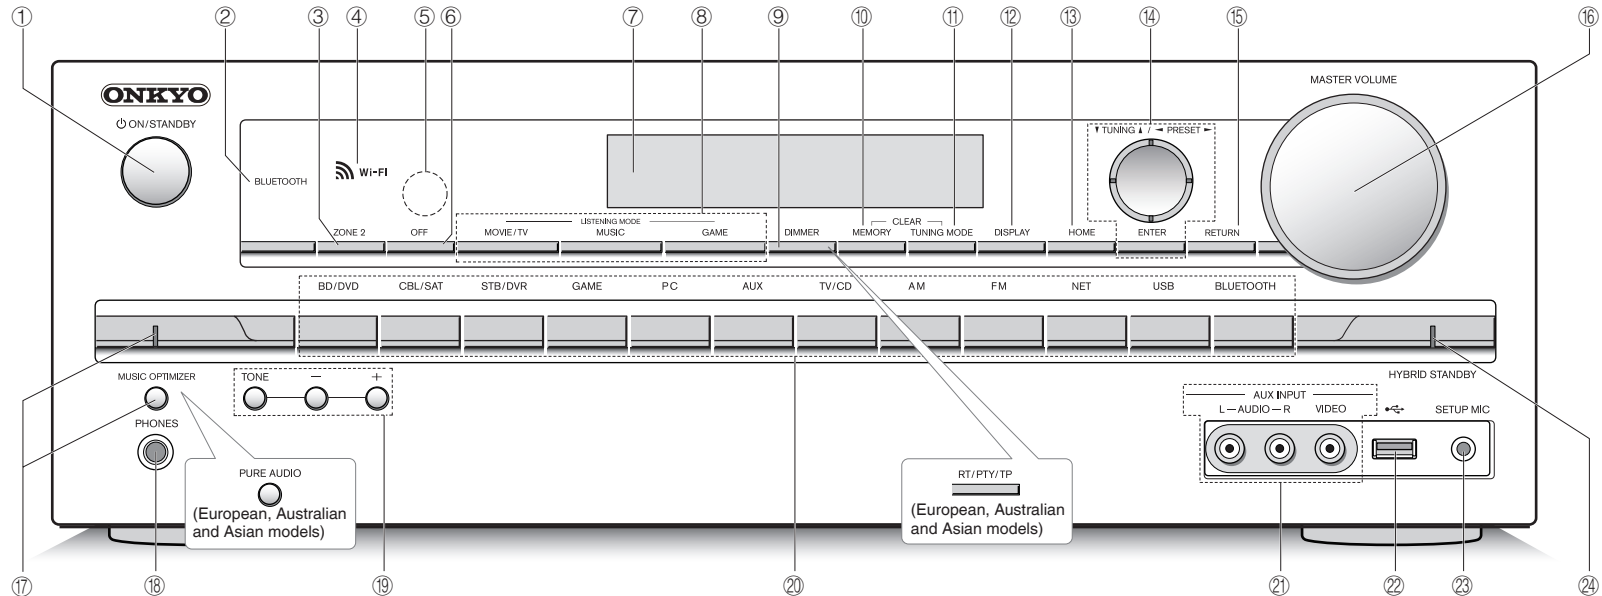 ① ② ③ ④ ⑤ ⑥ ⑦ ⑧ ⑨ ⑩ ⑪ ⑫ ⑬ ⑭ ⑮ ⑯
MASTER VOLUME
ONKYO
ON/STANDBY
▼ TUNING ▲ / ◄ PRESET ►
BLUETOOTH
Wi-Fi
LISTENING MODE
CLEAR
ZONE 2 OFF MOVIE/TV MUSIC GAME DIMMER MEMORY TUNING MODE DISPLAY HOME ENTER RETURN
BD/DVD CBL/SAT STB/DVR GAME PC AUX TV/CD AM FM NET USB BLUETOOTH
MUSIC OPTIMIZER
TONE − +
HYBRID STANDBY
AUX INPUT
L — AUDIO — R VIDEO
SETUP MIC
PHONES
PURE AUDIO
(European, Australian
and Asian models)
RT/PTY/TP
(European, Australian
and Asian models)
⑰ ⑱ ⑲ ⑳ ㉑ ㉒ ㉓ ㉔